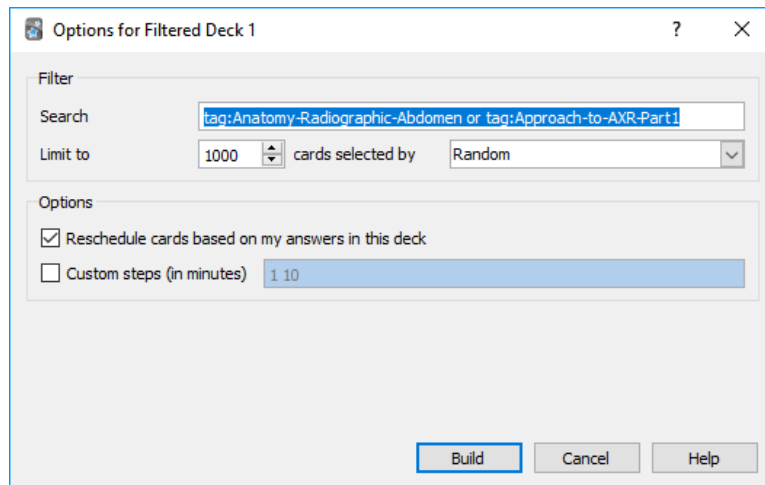 Options for Filtered Deck 1 ?
Filter
Search tag:Anatomy-Radiographic-Abdomen or tag:Approach-to-AXR-Part1
Limit to 1000 cards selected by Random
Options
Reschedule cards based on my answers in this deck
Custom steps (in minutes) 1 10
Build Cancel Help